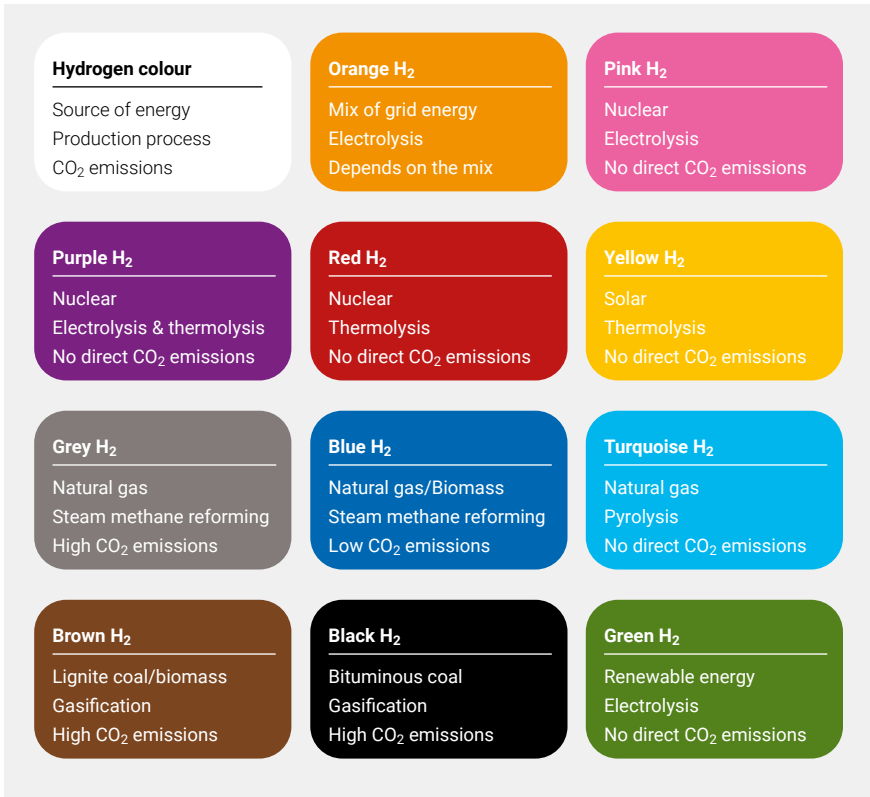 Hydrogen colour
Source of energy
Production process
CO₂ emissions
Orange H₂
Mix of grid energy
Electrolysis
Depends on the mix
Pink H₂
Nuclear
Electrolysis
No direct CO₂ emissions
Purple H₂
Nuclear
Electrolysis & thermolysis
No direct CO₂ emissions
Red H₂
Nuclear
Thermolysis
No direct CO₂ emissions
Yellow H₂
Solar
Thermolysis
No direct CO₂ emissions
Grey H₂
Natural gas
Steam methane reforming
High CO₂ emissions
Blue H₂
Natural gas/Biomass
Steam methane reforming
Low CO₂ emissions
Turquoise H₂
Natural gas
Pyrolysis
No direct CO₂ emissions
Brown H₂
Lignite coal/biomass
Gasification
High CO₂ emissions
Black H₂
Bituminous coal
Gasification
High CO₂ emissions
Green H₂
Renewable energy
Electrolysis
No direct CO₂ emissions